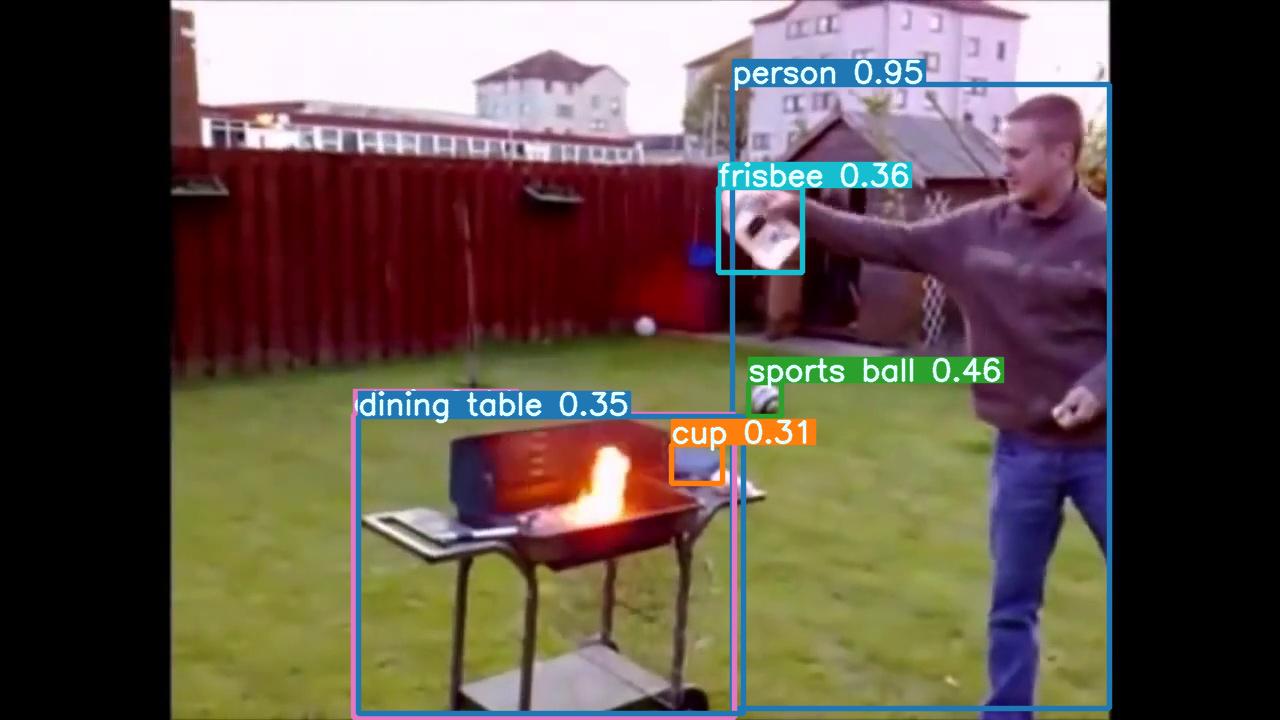 person 0.95
frisbee 0.36
sports ball 0.46
dining table 0.35
cup 0.31